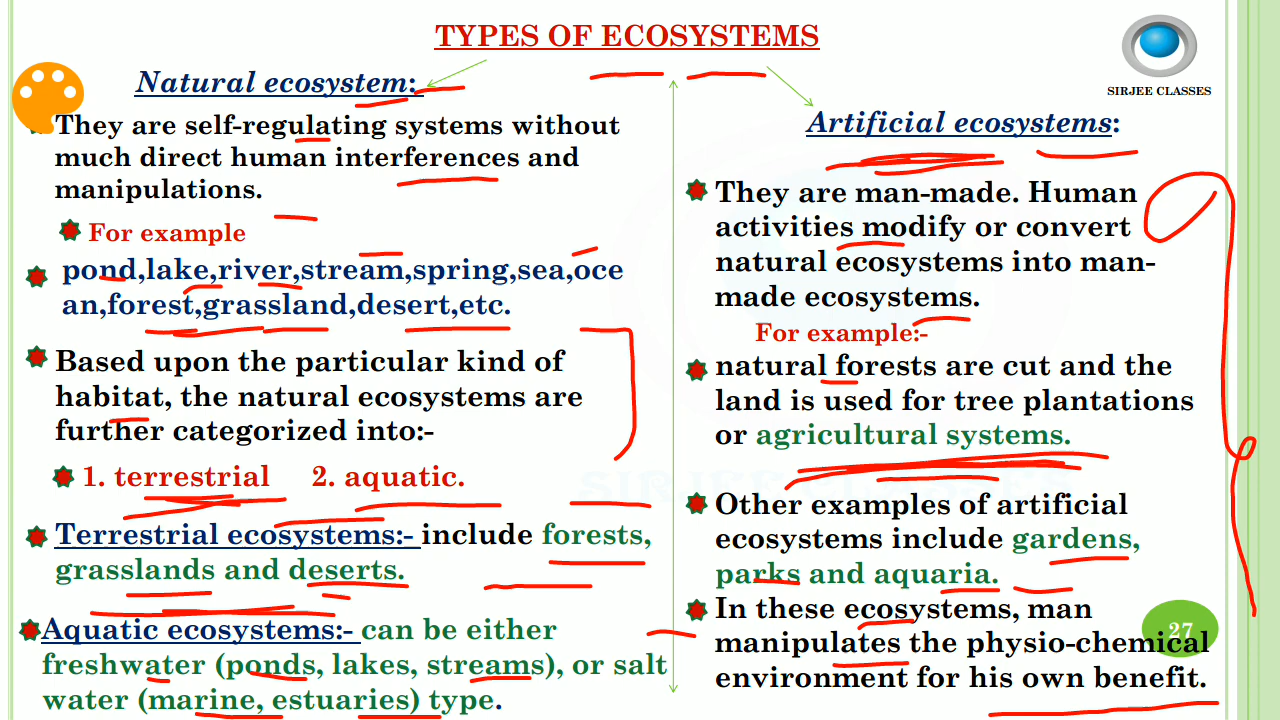 TYPES OF ECOSYSTEMS
SIRJEE CLASSES
Natural ecosystem:
They are self-regulating systems without
much direct human interferences and
manipulations.
For example
pond,lake,river,stream,spring,sea,oce
an,forest,grassland,desert,etc.
Based upon the particular kind of
habitat, the natural ecosystems are
further categorized into:-
1. terrestrial 2. aquatic.
Terrestrial ecosystems:- include forests,
grasslands and deserts.
Aquatic ecosystems:- can be either
freshwater (ponds, lakes, streams), or salt
water (marine, estuaries) type.
Artificial ecosystems:
They are man-made. Human
activities modify or convert
natural ecosystems into man-
made ecosystems.
For example:-
natural forests are cut and the
land is used for tree plantations
or agricultural systems.
Other examples of artificial
ecosystems include gardens,
parks and aquaria.
In these ecosystems, man
manipulates the physio-chemical
environment for his own benefit.
27
SIRJEE CLASSES